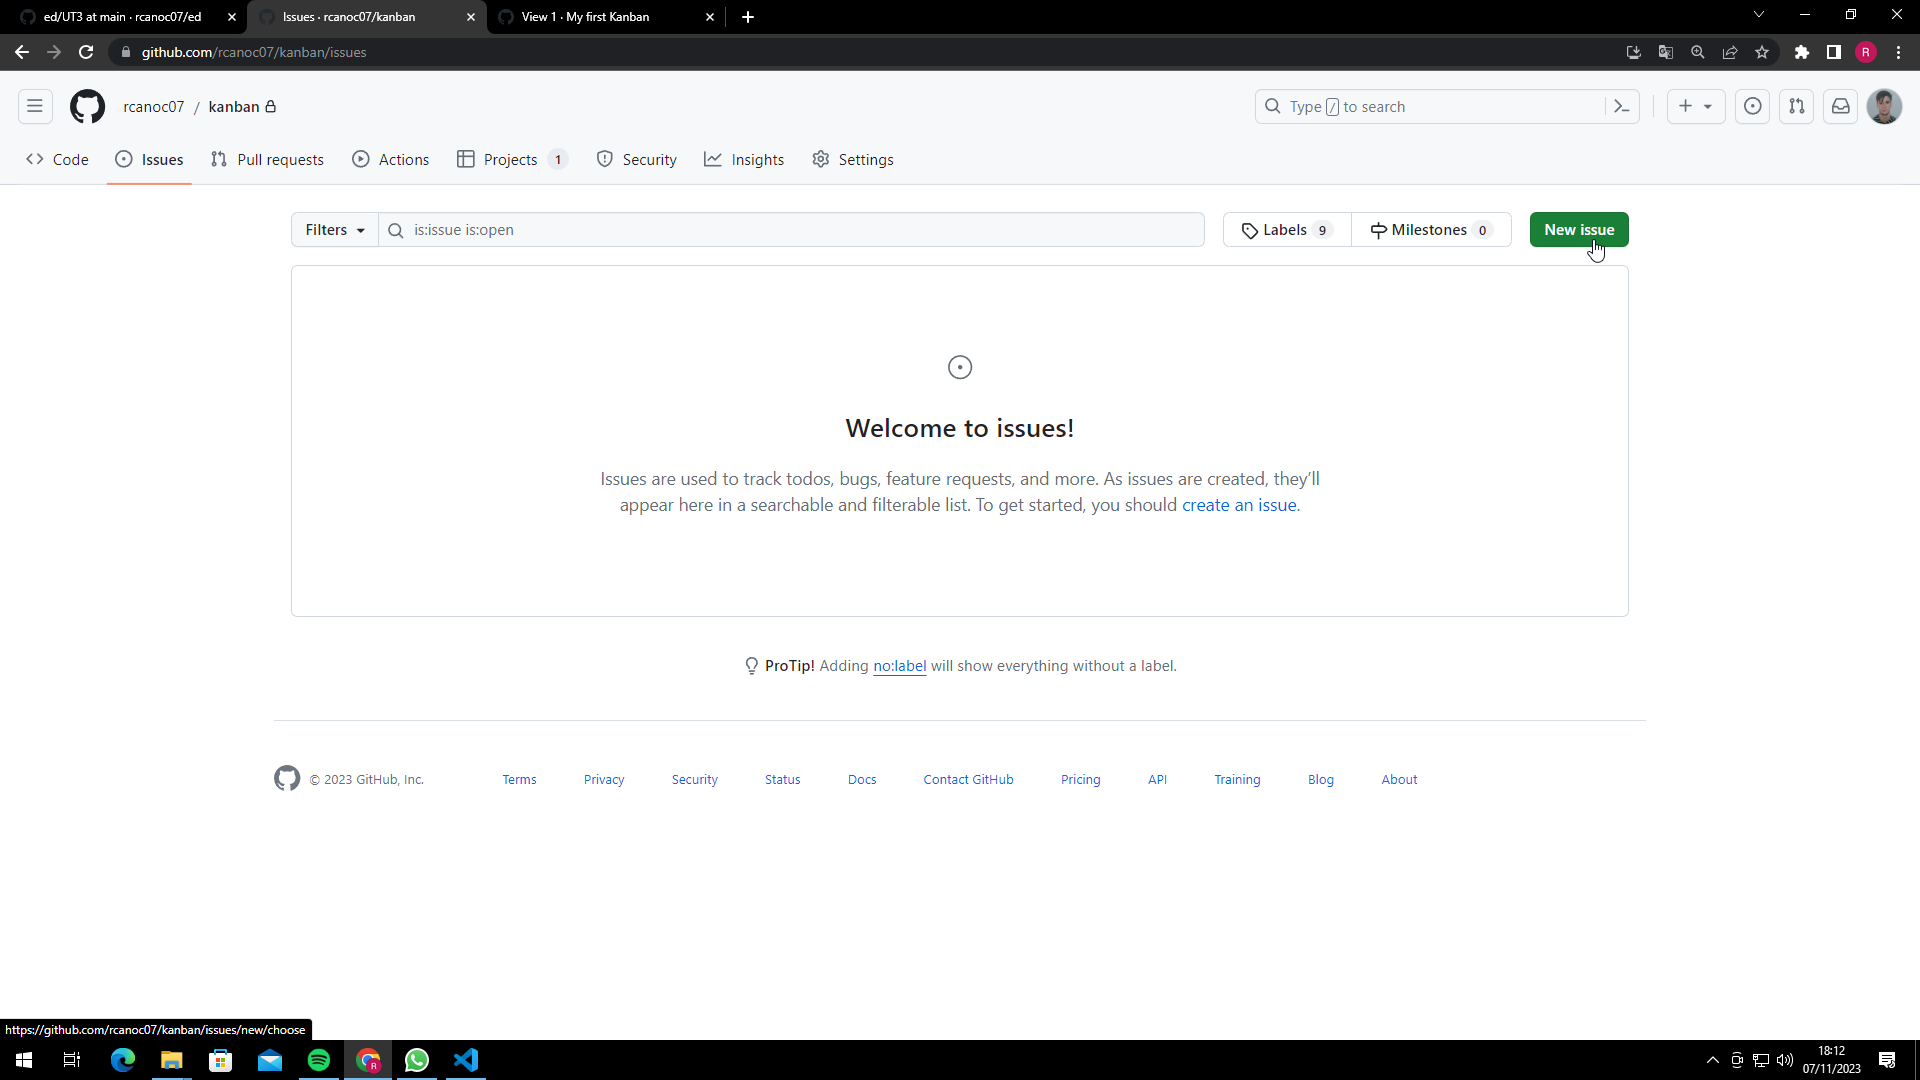 ed/UT3 at main · rcanoc07/ed
Issues · rcanoc07/kanban
View 1 · My first Kanban
github.com/rcanoc07/kanban/issues
R
rcanoc07 / kanban
Type / to search
Code
Issues
Pull requests
Actions
Projects 1
Security
Insights
Settings
Filters
is:issue is:open
Labels 9
Milestones 0
New issue
Welcome to issues!
Issues are used to track todos, bugs, feature requests, and more. As issues are created, they’ll
appear here in a searchable and filterable list. To get started, you should create an issue.
ProTip! Adding no:label will show everything without a label.
© 2023 GitHub, Inc.
Terms
Privacy
Security
Status
Docs
Contact GitHub
Pricing
API
Training
Blog
About
https://github.com/rcanoc07/kanban/issues/new/choose
R
18:12
07/11/2023